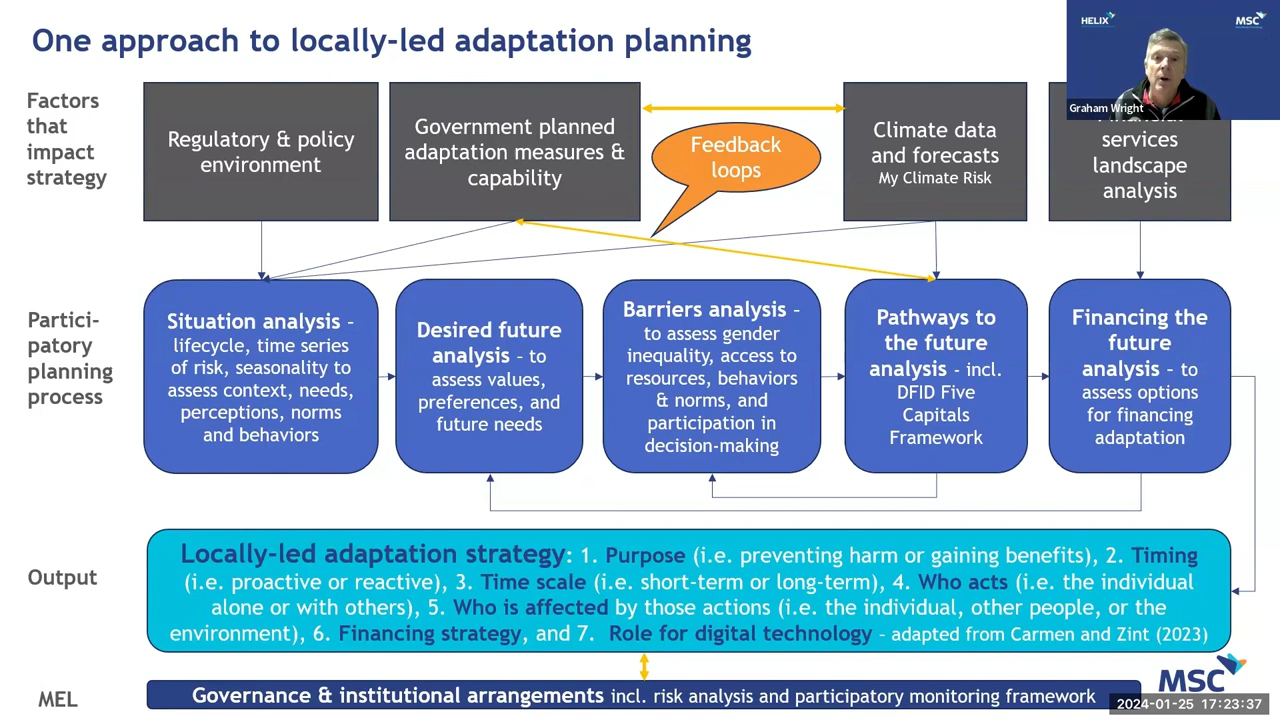 One approach to locally-led adaptation planning
HELIX
MSC
Graham Wright
Factors
that
impact
strategy
Regulatory & policy
environment
Government planned
adaptation measures &
capability
Feedback
loops
Climate data
and forecasts
My Climate Risk
services
landscape
analysis
Partici-
patory
planning
process
Situation analysis –
lifecycle, time series
of risk, seasonality to
assess context, needs,
perceptions, norms
and behaviors
Desired future
analysis – to
assess values,
preferences, and
future needs
Barriers analysis –
to assess gender
inequality, access to
resources, behaviors
& norms, and
participation in
decision-making
Pathways to
the future
analysis - incl.
DFID Five
Capitals
Framework
Financing the
future
analysis – to
assess options
for financing
adaptation
Output
Locally-led adaptation strategy: 1. Purpose (i.e. preventing harm or gaining benefits), 2. Timing
(i.e. proactive or reactive), 3. Time scale (i.e. short-term or long-term), 4. Who acts (i.e. the individual
alone or with others), 5. Who is affected by those actions (i.e. the individual, other people, or the
environment), 6. Financing strategy, and 7. Role for digital technology – adapted from Carmen and Zint (2023)
MEL
Governance & institutional arrangements incl. risk analysis and participatory monitoring framework
MSC
2024-01-25 17:23:37